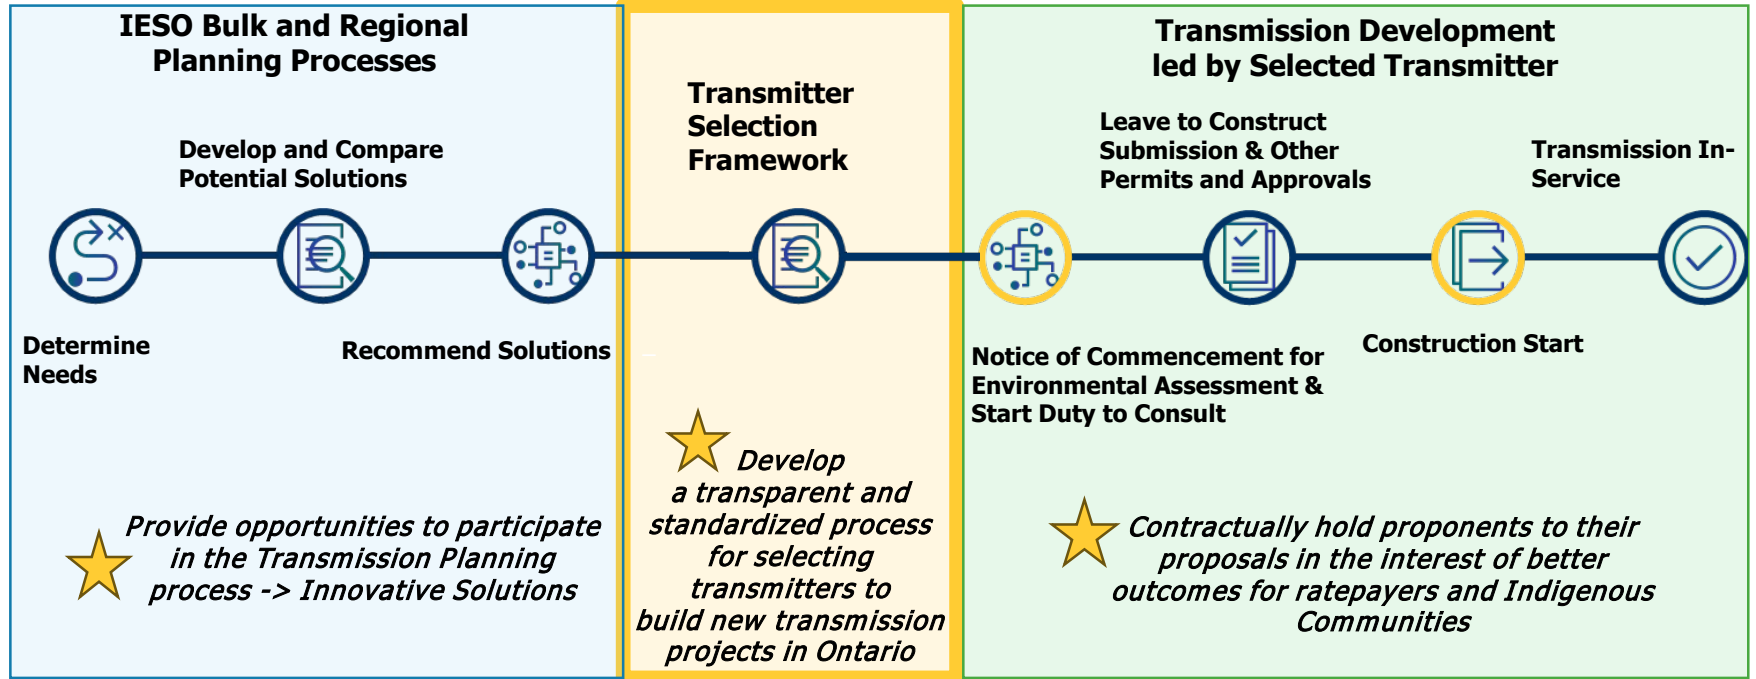 IESO Bulk and Regional
Planning Processes
Develop and Compare
Potential Solutions
Determine
Needs
Recommend Solutions
Provide opportunities to participate
in the Transmission Planning
process -> Innovative Solutions
Transmitter
Selection
Framework
Develop
a transparent and
standardized process
for selecting
transmitters to
build new transmission
projects in Ontario
Transmission Development
led by Selected Transmitter
Leave to Construct
Submission & Other
Permits and Approvals
Transmission In-
Service
Notice of Commencement for
Environmental Assessment &
Start Duty to Consult
Construction Start
Contractually hold proponents to their
proposals in the interest of better
outcomes for ratepayers and Indigenous
Communities